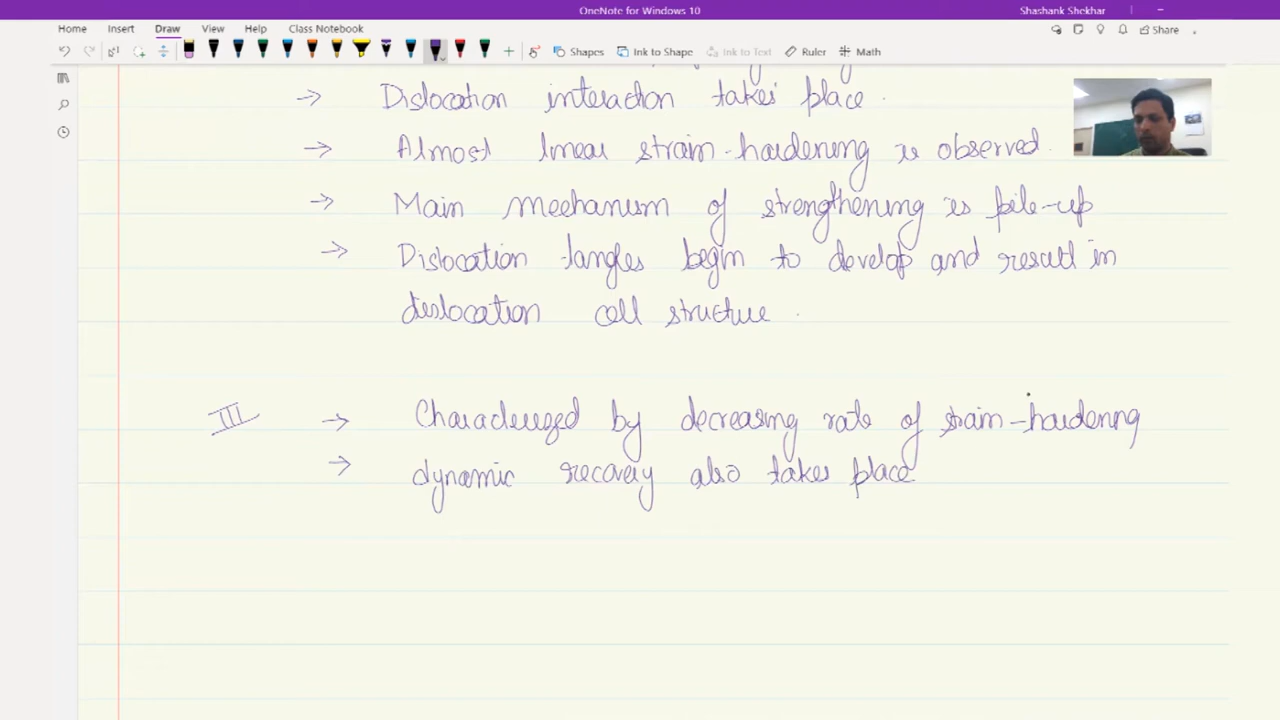 OneNote for Windows 10
Shashank Shekhar
Home Insert Draw View Help Class Notebook
Share
Shapes Ink to Shape Ink to Text Ruler Math
→ Dislocation interaction takes place.
→ Almost linear strain-hardening is observed.
→ Main mechanism of strengthening is pile-up
→ Dislocation tangles begin to develop and result in
dislocation cell structure.
III → Characterized by decreasing rate of strain-hardening
→ dynamic recovery also takes place